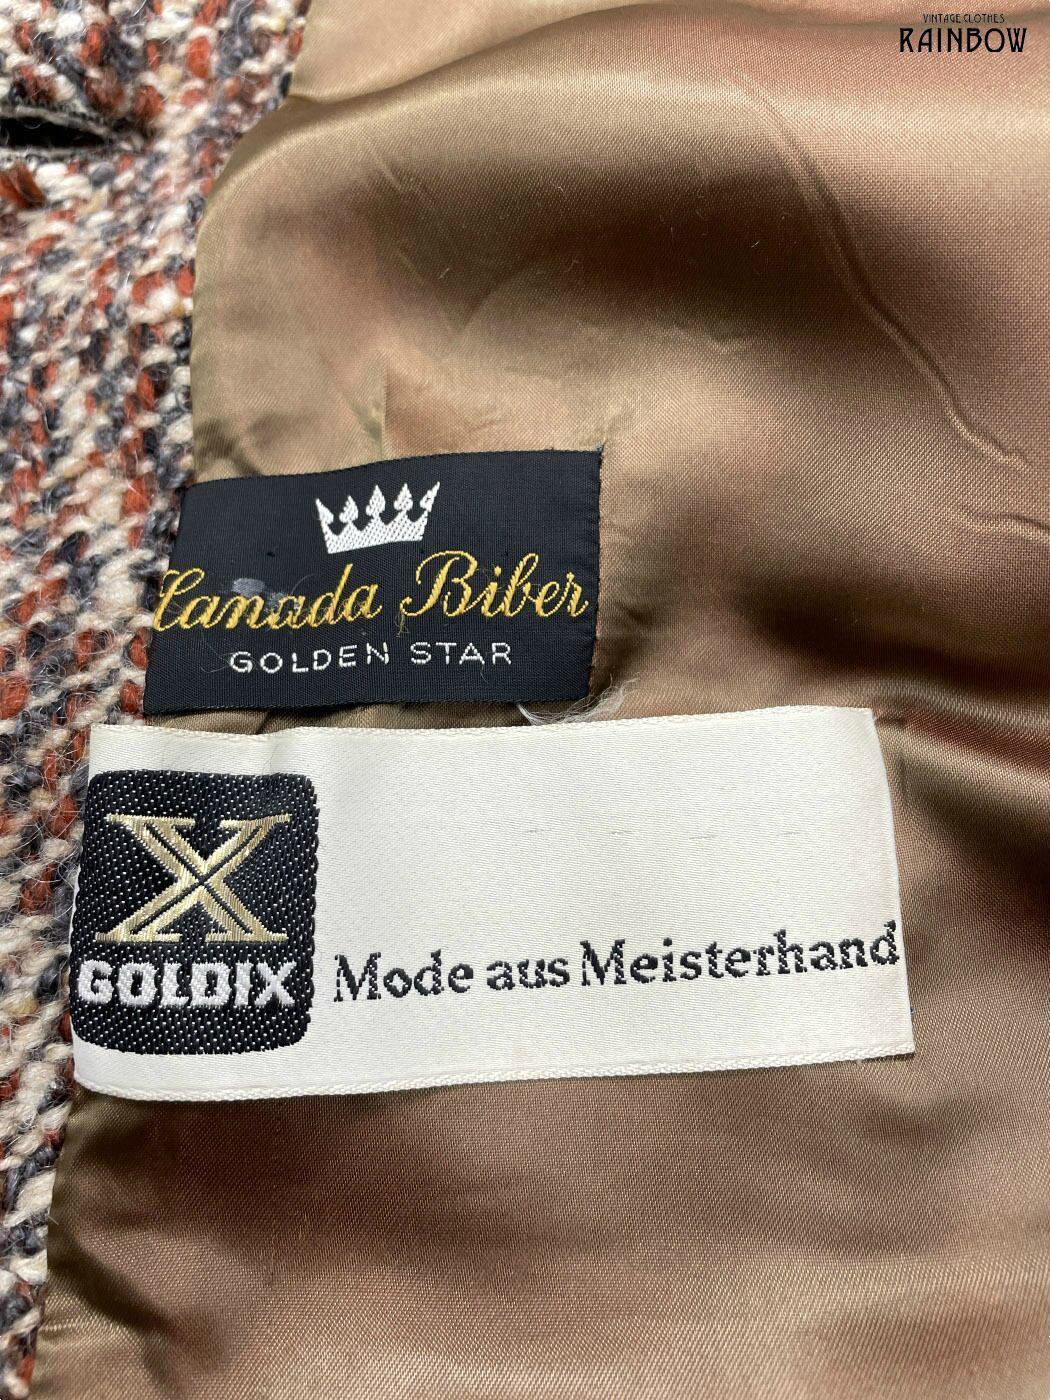 VINTAGE CLOTHES
RAINBOW
Canada Biber
GOLDEN STAR
X
GOLDIX
Mode aus Meisterhand